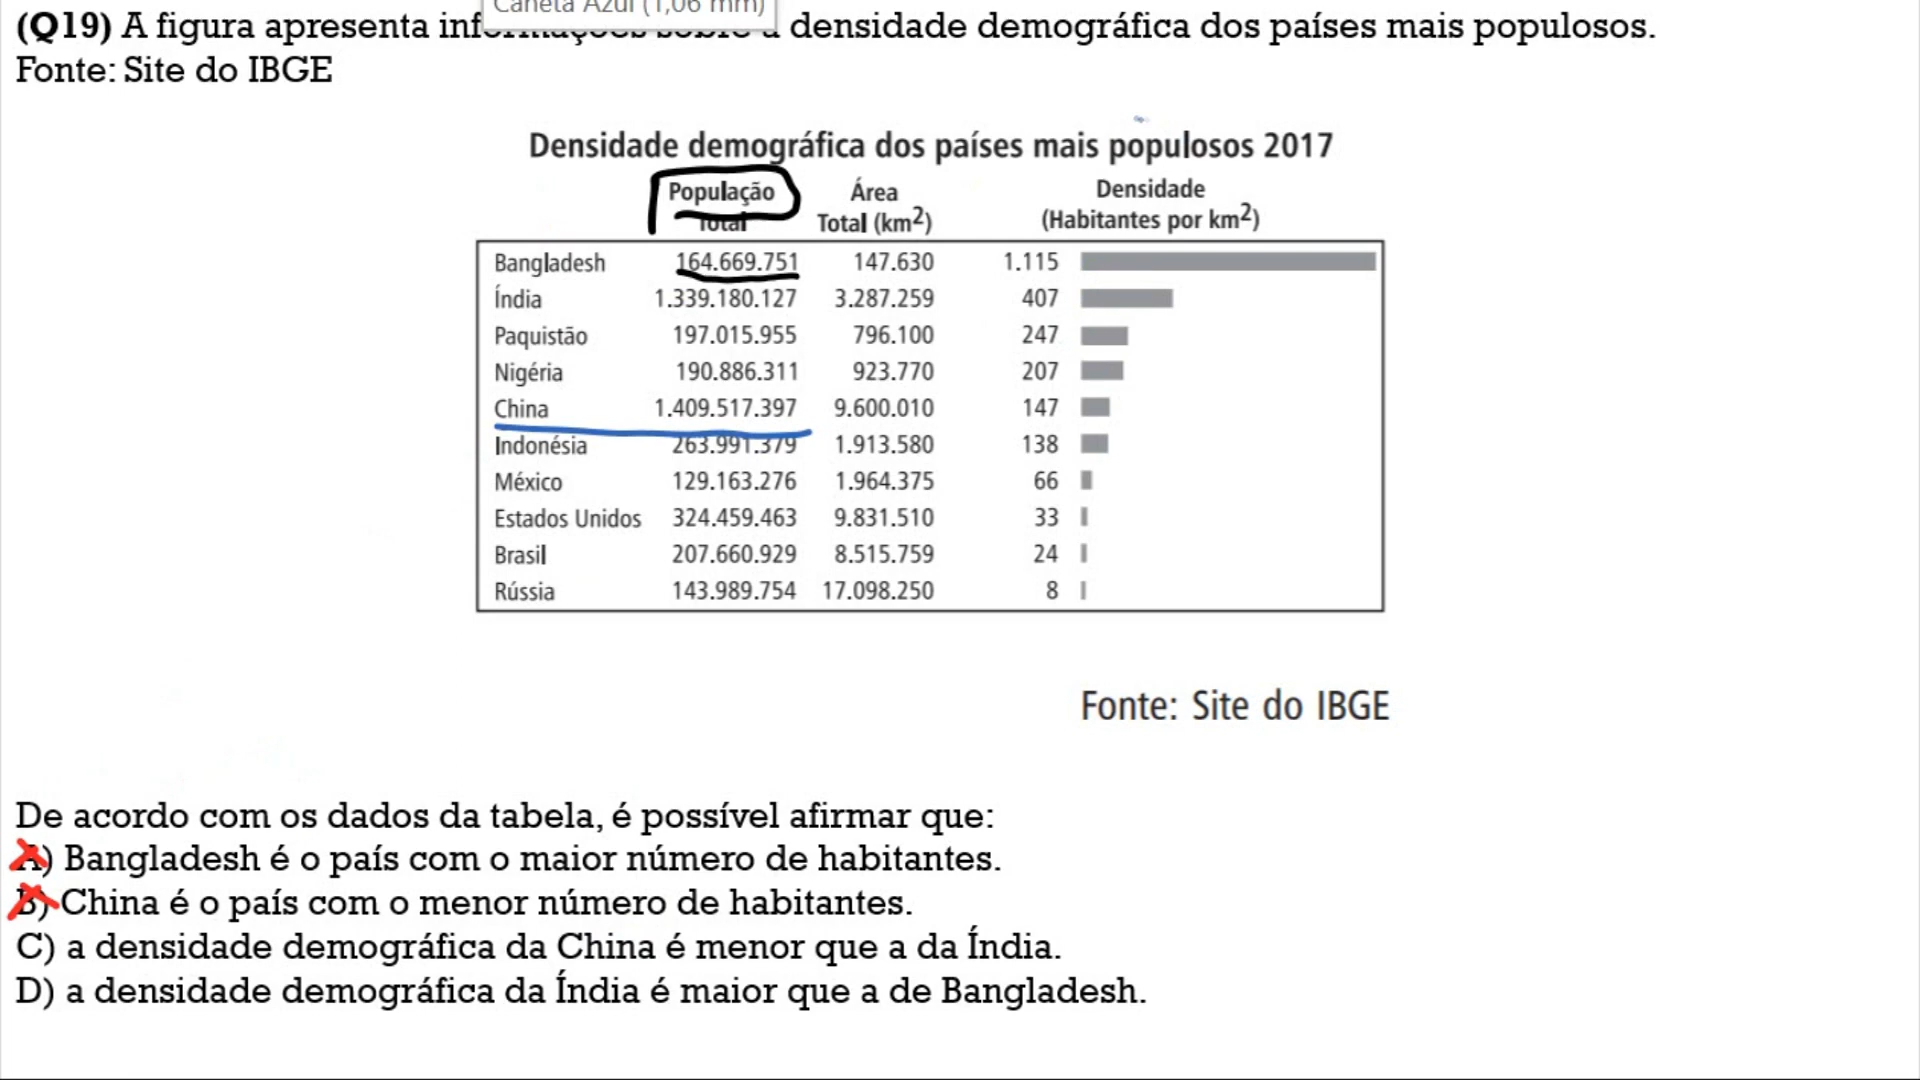 Caneta Azul (1,06 mm)
(Q19) A figura apresenta informações sobre a densidade demográfica dos países mais populosos.
Fonte: Site do IBGE
Densidade demográfica dos países mais populosos 2017
População Total Área Total (km²) Densidade (Habitantes por km²)
Bangladesh 164.669.751 147.630 1.115
Índia 1.339.180.127 3.287.259 407
Paquistão 197.015.955 796.100 247
Nigéria 190.886.311 923.770 207
China 1.409.517.397 9.600.010 147
Indonésia 263.991.379 1.913.580 138
México 129.163.276 1.964.375 66
Estados Unidos 324.459.463 9.831.510 33
Brasil 207.660.929 8.515.759 24
Rússia 143.989.754 17.098.250 8
Fonte: Site do IBGE
De acordo com os dados da tabela, é possível afirmar que:
A) Bangladesh é o país com o maior número de habitantes.
B) China é o país com o menor número de habitantes.
C) a densidade demográfica da China é menor que a da Índia.
D) a densidade demográfica da Índia é maior que a de Bangladesh.